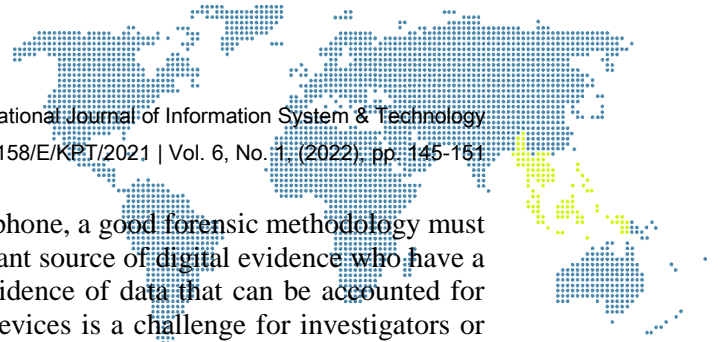 ational Journal of Information System & Technology
158/E/KPT/2021 | Vol. 6, No. 1, (2022), pp. 145-151
phone, a good forensic methodology must
ant source of digital evidence who have a
idence of data that can be accounted for
evices is a challenge for investigators or